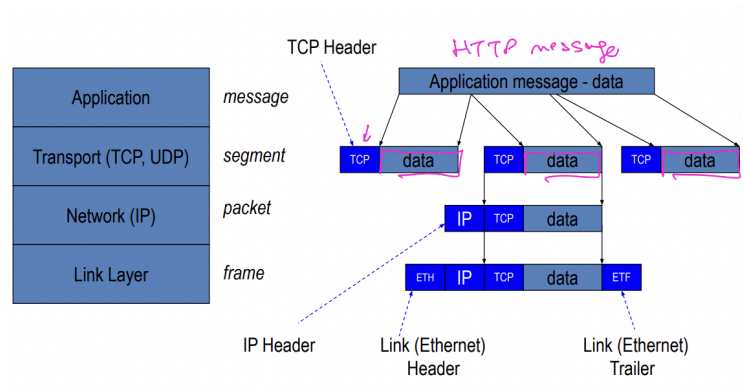 HTTP message
TCP Header
Application message - data
Application
message
Transport (TCP, UDP)
segment
TCP data
TCP data
TCP data
Network (IP)
packet
IP TCP data
Link Layer
frame
ETH IP TCP data ETF
IP Header
Link (Ethernet)
Header
Link (Ethernet)
Trailer